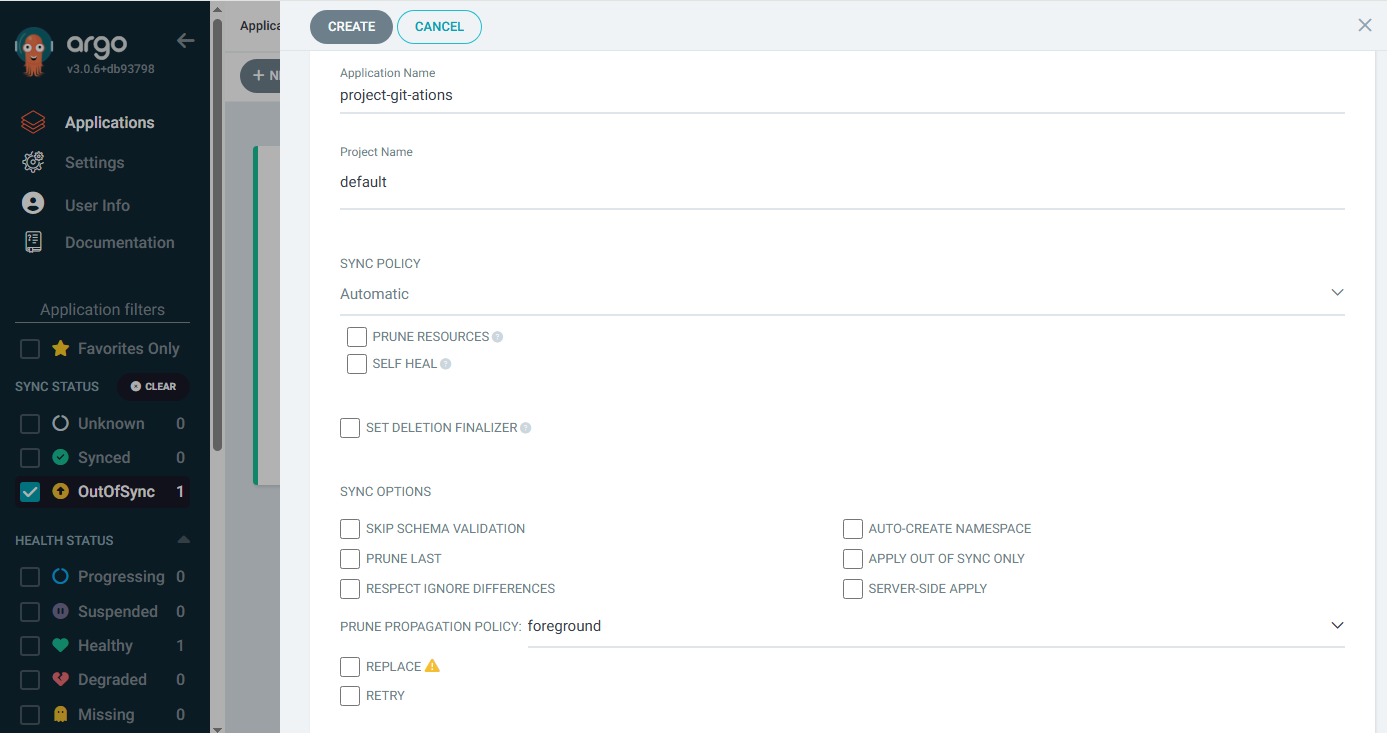 argo
v3.0.6+db93798
Applications
Settings
User Info
Documentation
Application filters
Favorites Only
SYNC STATUS
CLEAR
Unknown 0
Synced 0
OutOfSync 1
HEALTH STATUS
Progressing 0
Suspended 0
Healthy 1
Degraded 0
Missing 0
CREATE CANCEL
Application Name
project-git-ations
Project Name
default
SYNC POLICY
Automatic
PRUNE RESOURCES
SELF HEAL
SET DELETION FINALIZER
SYNC OPTIONS
SKIP SCHEMA VALIDATION AUTO-CREATE NAMESPACE
PRUNE LAST APPLY OUT OF SYNC ONLY
RESPECT IGNORE DIFFERENCES SERVER-SIDE APPLY
PRUNE PROPAGATION POLICY: foreground
REPLACE
RETRY